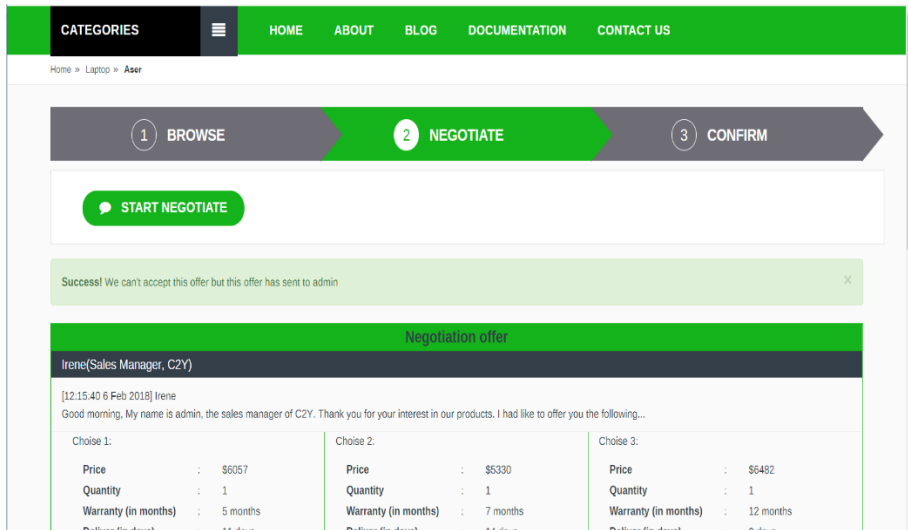 CATEGORIES HOME ABOUT BLOG DOCUMENTATION CONTACT US
Home » Laptop » Aser
1 BROWSE 2 NEGOTIATE 3 CONFIRM
START NEGOTIATE
Success! We can't accept this offer but this offer has sent to admin x
Negotiation offer
Irene(Sales Manager, C2Y)
[12:15:40 6 Feb 2018] Irene
Good morning, My name is admin, the sales manager of C2Y. Thank you for your interest in our products. I had like to offer you the following...
Choise 1: Choise 2: Choise 3:
Price : $6057 Price : $5330 Price : $6482
Quantity : 1 Quantity : 1 Quantity : 1
Warranty (in months) : 5 months Warranty (in months) : 7 months Warranty (in months) : 12 months